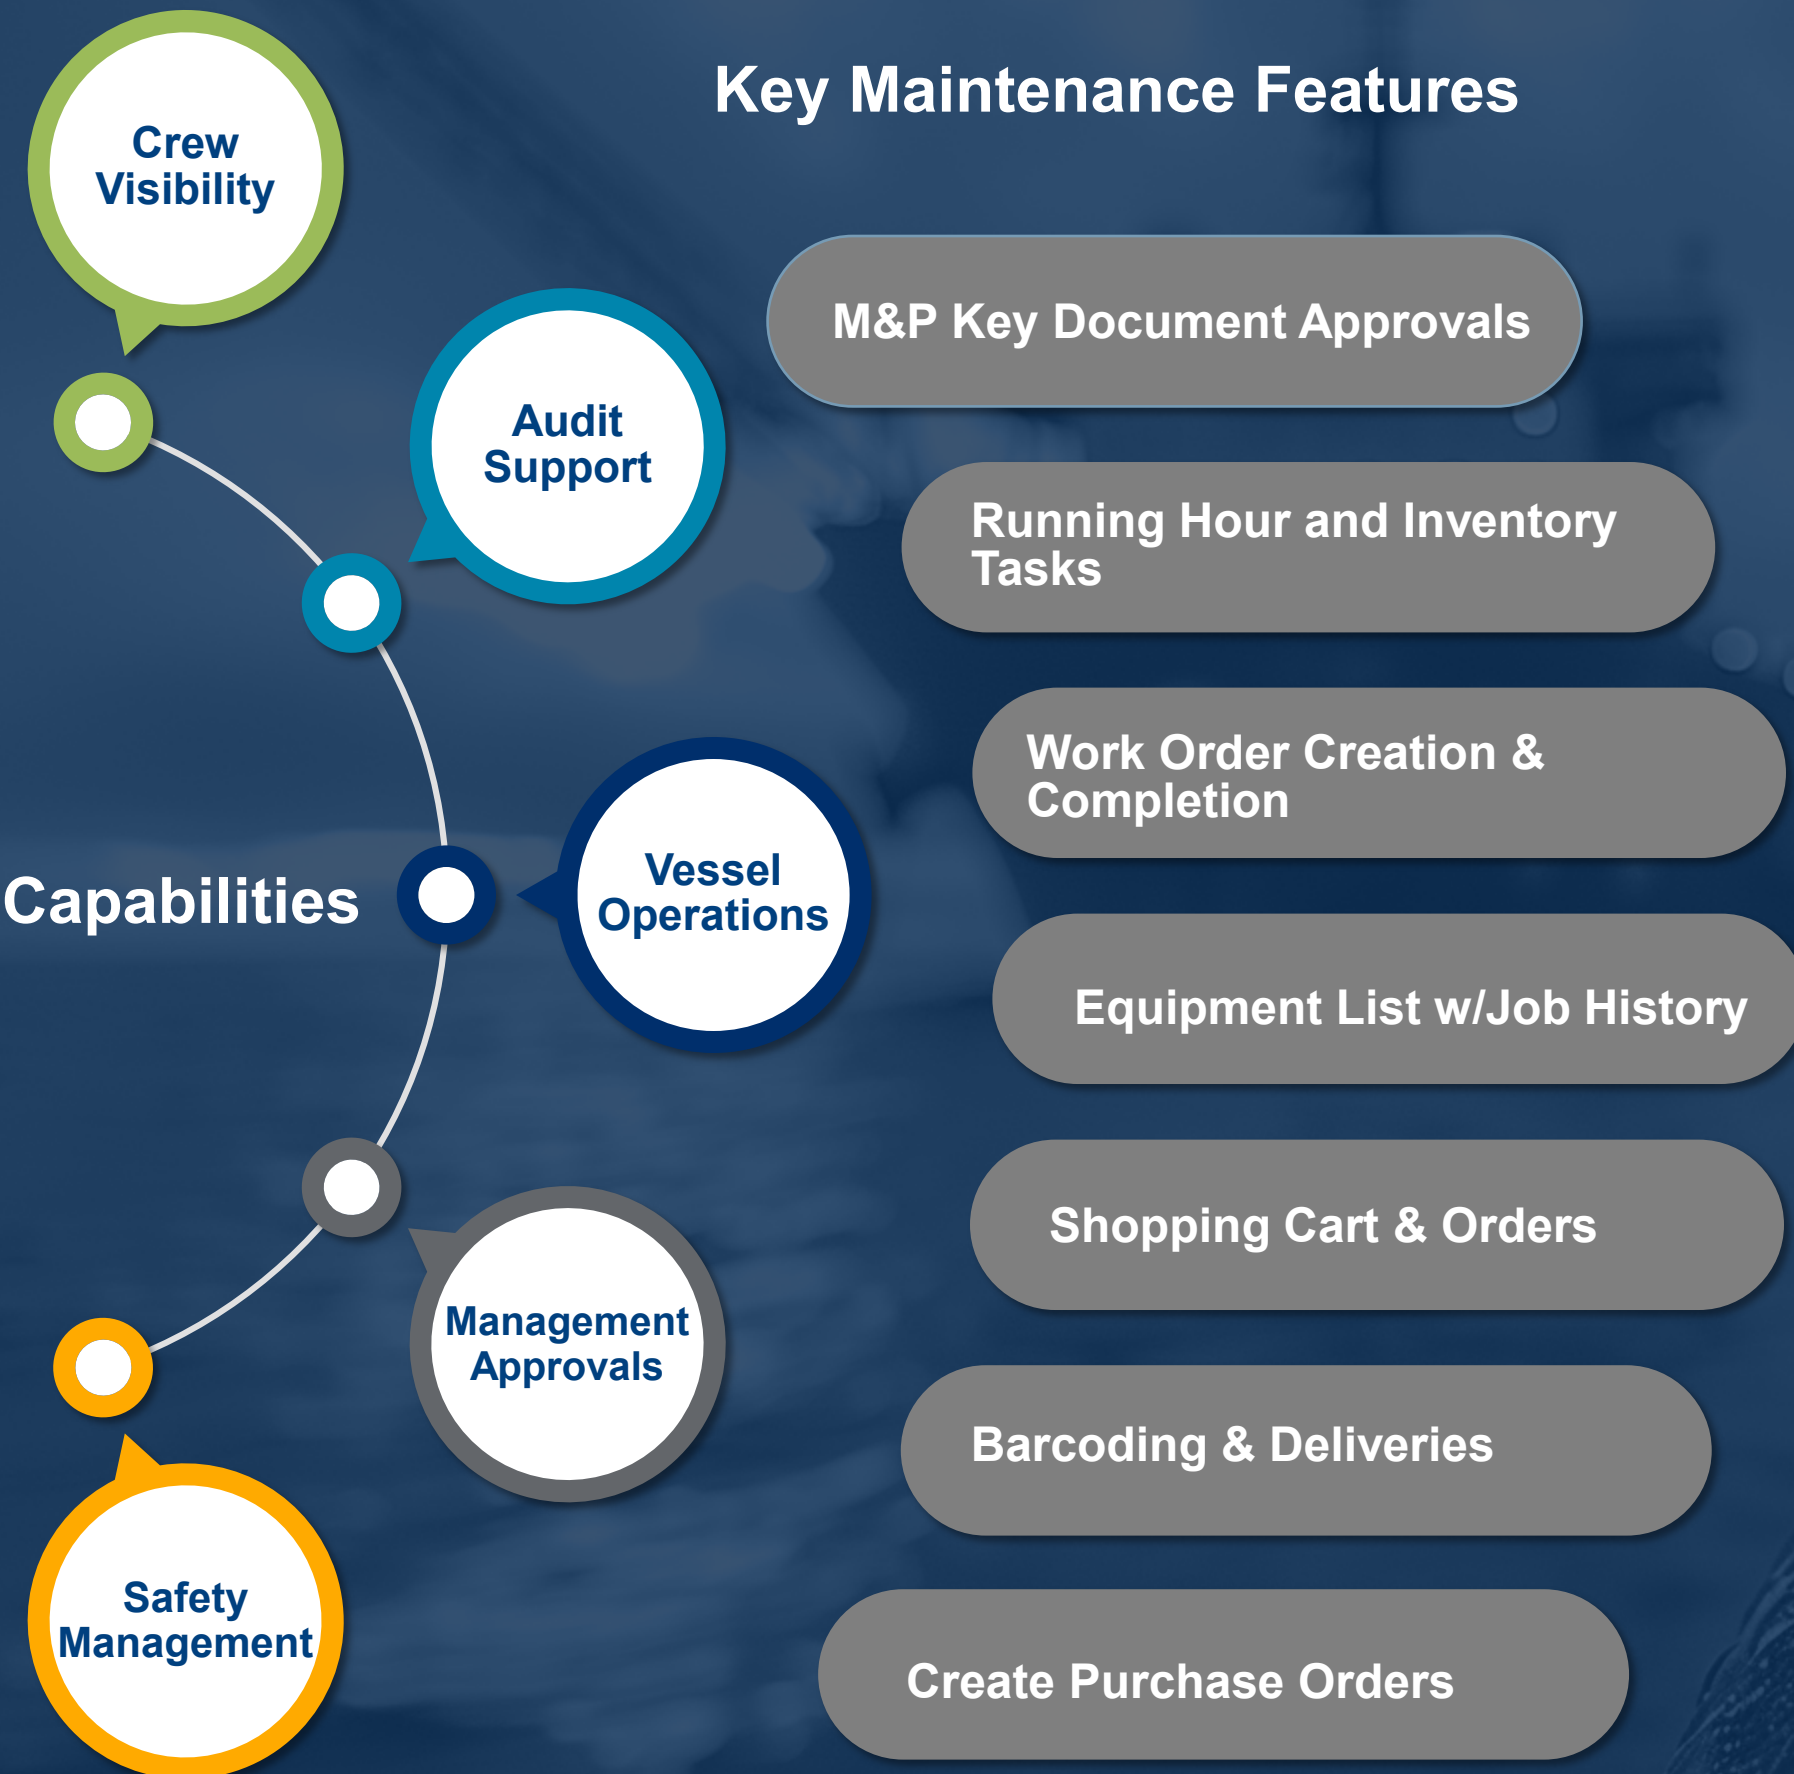 Key Maintenance Features
Crew
Visibility
Audit
Support
Capabilities
Vessel
Operations
Management
Approvals
Safety
Management
M&P Key Document Approvals
Running Hour and Inventory
Tasks
Work Order Creation &
Completion
Equipment List w/Job History
Shopping Cart & Orders
Barcoding & Deliveries
Create Purchase Orders